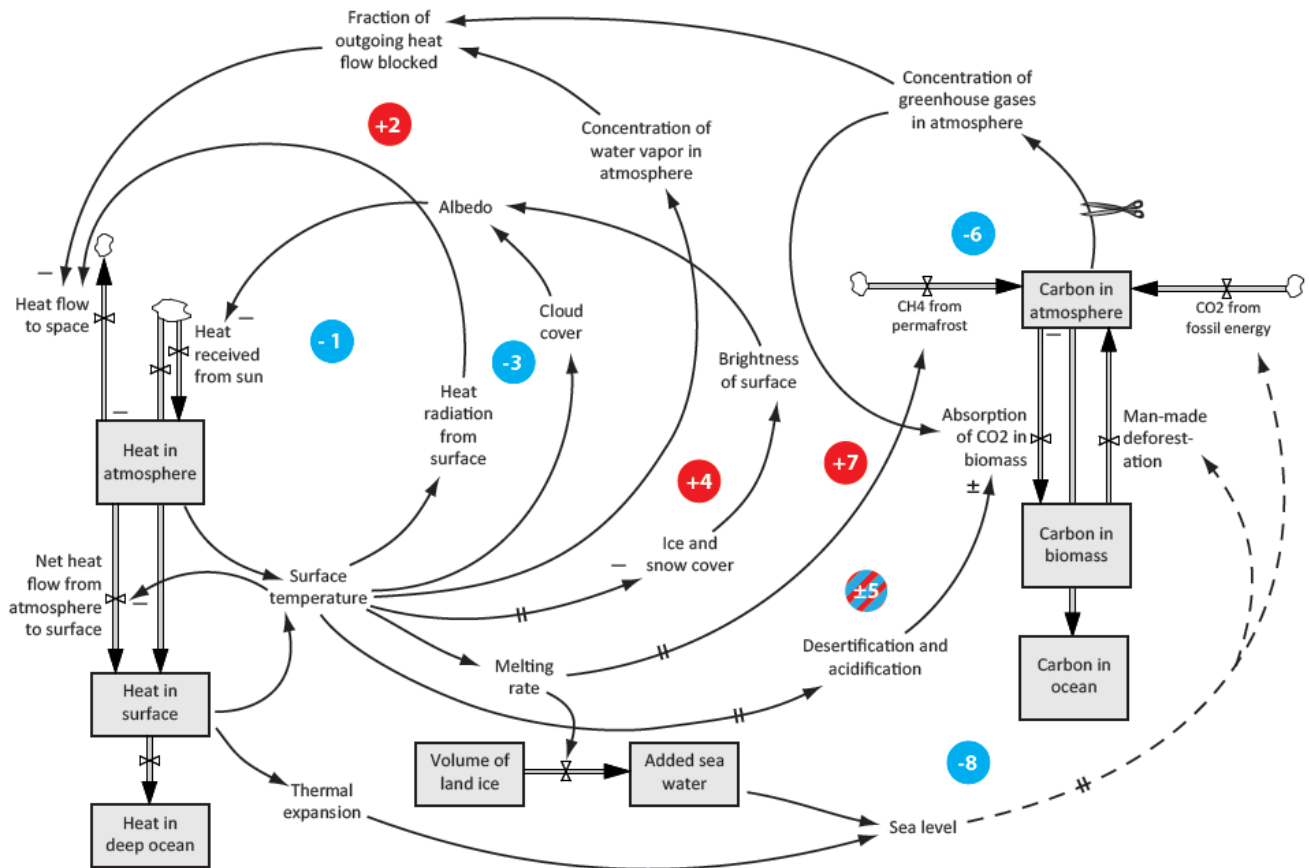 Fraction of
outgoing heat
flow blocked
Concentration of
greenhouse gases
in atmosphere
+2
Concentration of
water vapor in
atmosphere
Albedo
-6
–
Heat flow
to space
Heat
received
from sun
–
- 1
-3
Cloud
cover
CH4 from
permafrost
Carbon in
atmosphere
CO2 from
fossil energy
–
Brightness
of surface
Heat
radiation
from
surface
–
Heat in
atmosphere
+4
+7
Absorption
of CO2 in
biomass
±
Man-made
deforest-
ation
Net heat
flow from
atmosphere
to surface
–
Surface
temperature
–
Ice and
snow cover
Carbon in
biomass
±5
Desertification and
acidification
Heat in
surface
Melting
rate
Carbon in
ocean
Volume of
land ice
Added sea
water
-8
Thermal
expansion
Sea level
Heat in
deep ocean